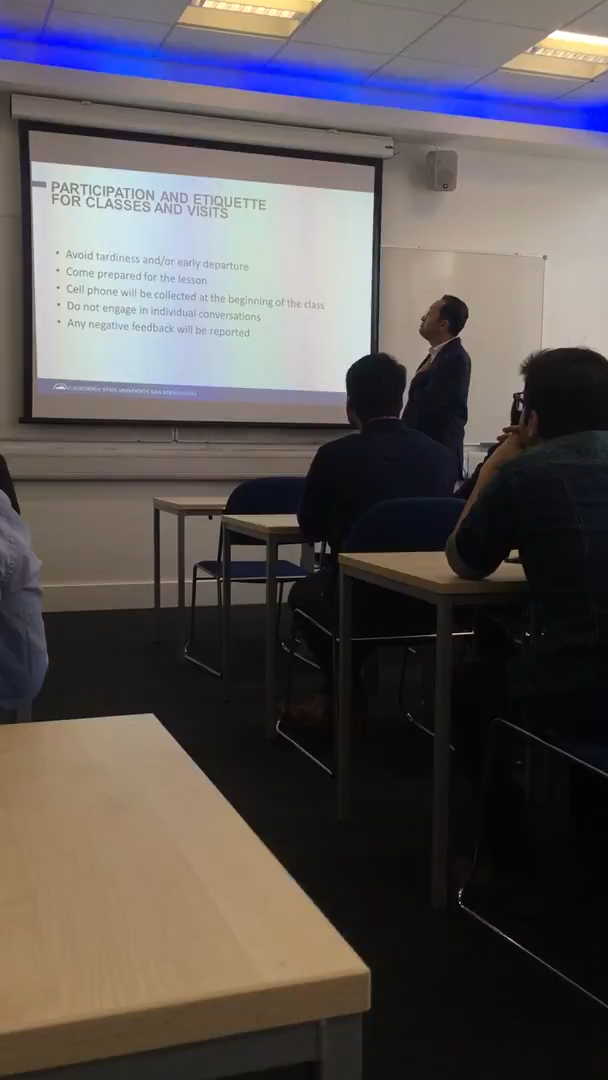 PARTICIPATION AND ETIQUETTE
FOR CLASSES AND VISITS
• Avoid tardiness and/or early departure
• Come prepared for the lesson
• Cell phone will be collected at the beginning of the class
• Do not engage in individual conversations
• Any negative feedback will be reported
CALIFORNIA STATE UNIVERSITY, SAN BERNARDINO